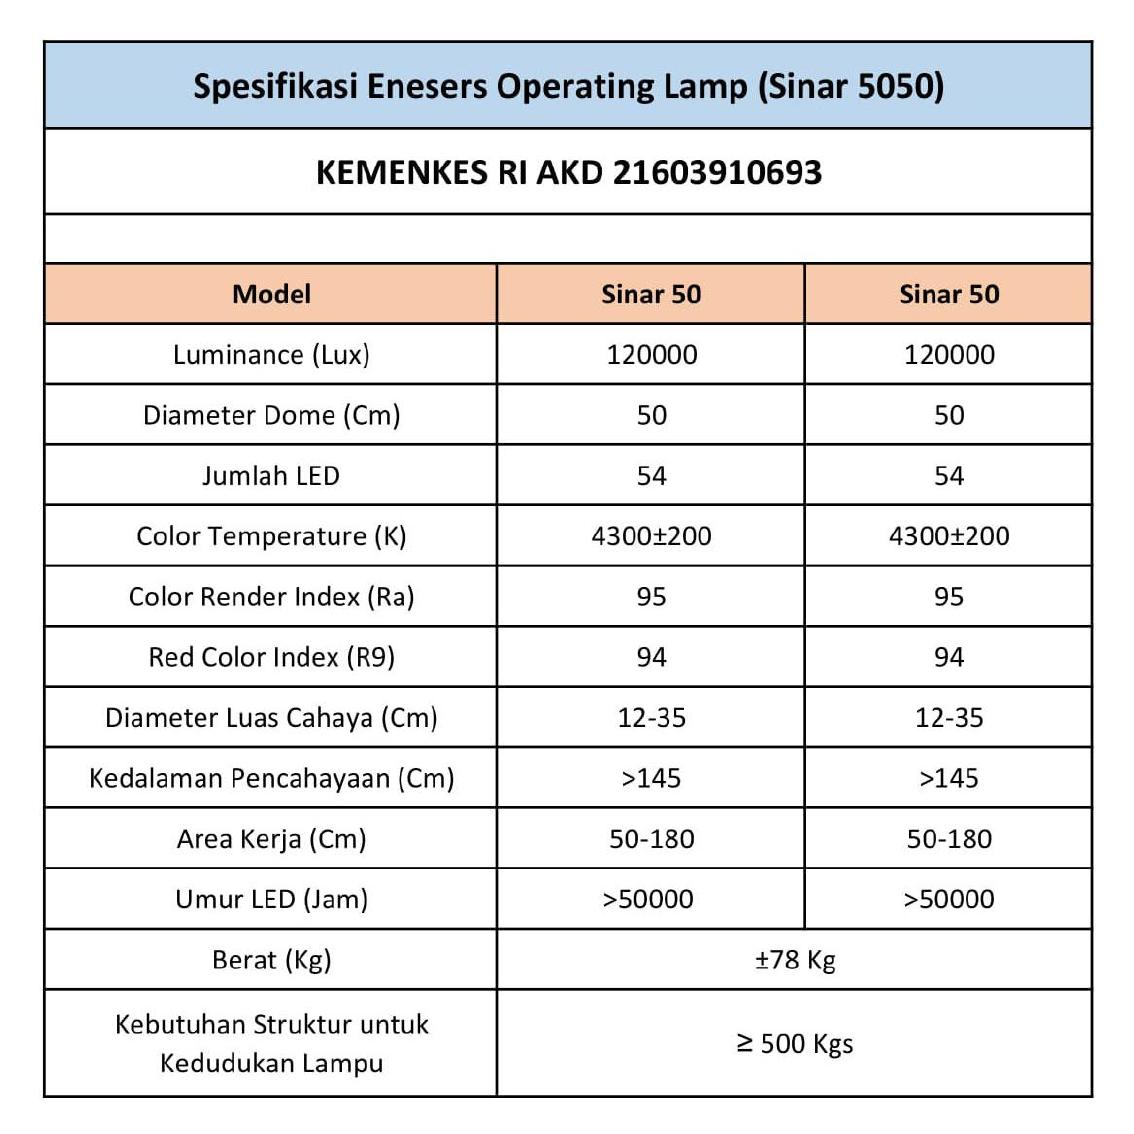 Spesifikasi Enesers Operating Lamp (Sinar 5050)
KEMENKES RI AKD 21603910693
Model Sinar 50 Sinar 50
Luminance (Lux) 120000 120000
Diameter Dome (Cm) 50 50
Jumlah LED 54 54
Color Temperature (K) 4300±200 4300±200
Color Render Index (Ra) 95 95
Red Color Index (R9) 94 94
Diameter Luas Cahaya (Cm) 12-35 12-35
Kedalaman Pencahayaan (Cm) >145 >145
Area Kerja (Cm) 50-180 50-180
Umur LED (Jam) >50000 >50000
Berat (Kg) ±78 Kg
Kebutuhan Struktur untuk
Kedudukan Lampu
≥ 500 Kgs